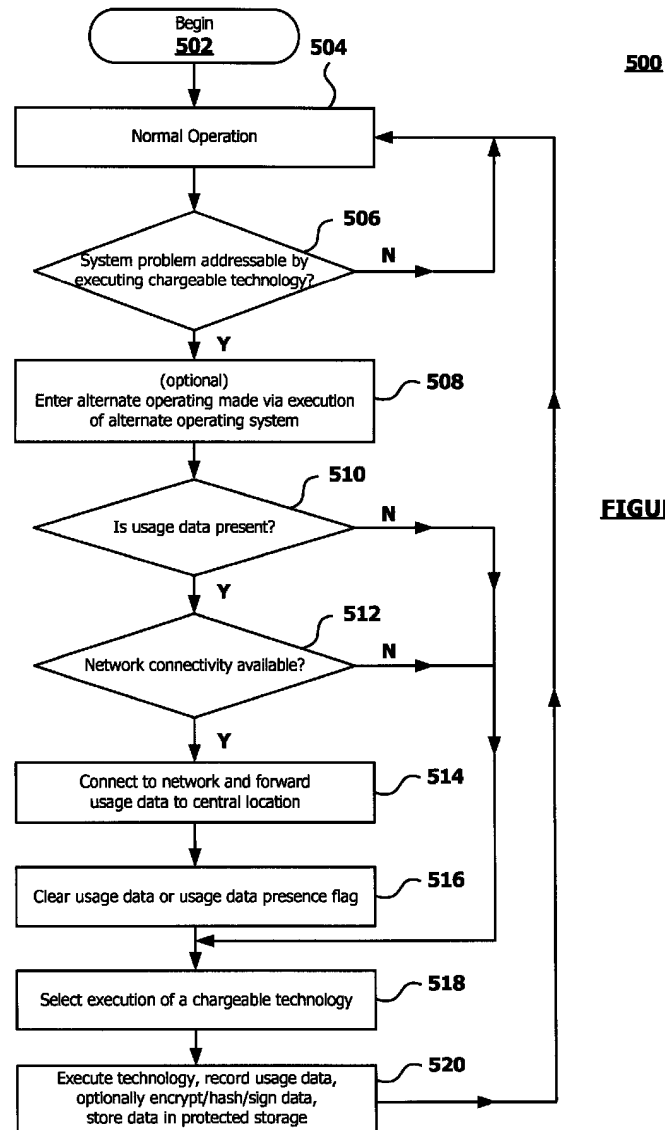 Begin
502
504
500
Normal Operation
506
System problem addressable by
executing chargeable technology?
N
Y
(optional)
Enter alternate operating made via execution
of alternate operating system
508
510
Is usage data present?
N
Y
512
Network connectivity available?
N
Y
Connect to network and forward
usage data to central location
514
Clear usage data or usage data presence flag
516
Select execution of a chargeable technology
518
Execute technology, record usage data,
optionally encrypt/hash/sign data,
store data in protected storage
520